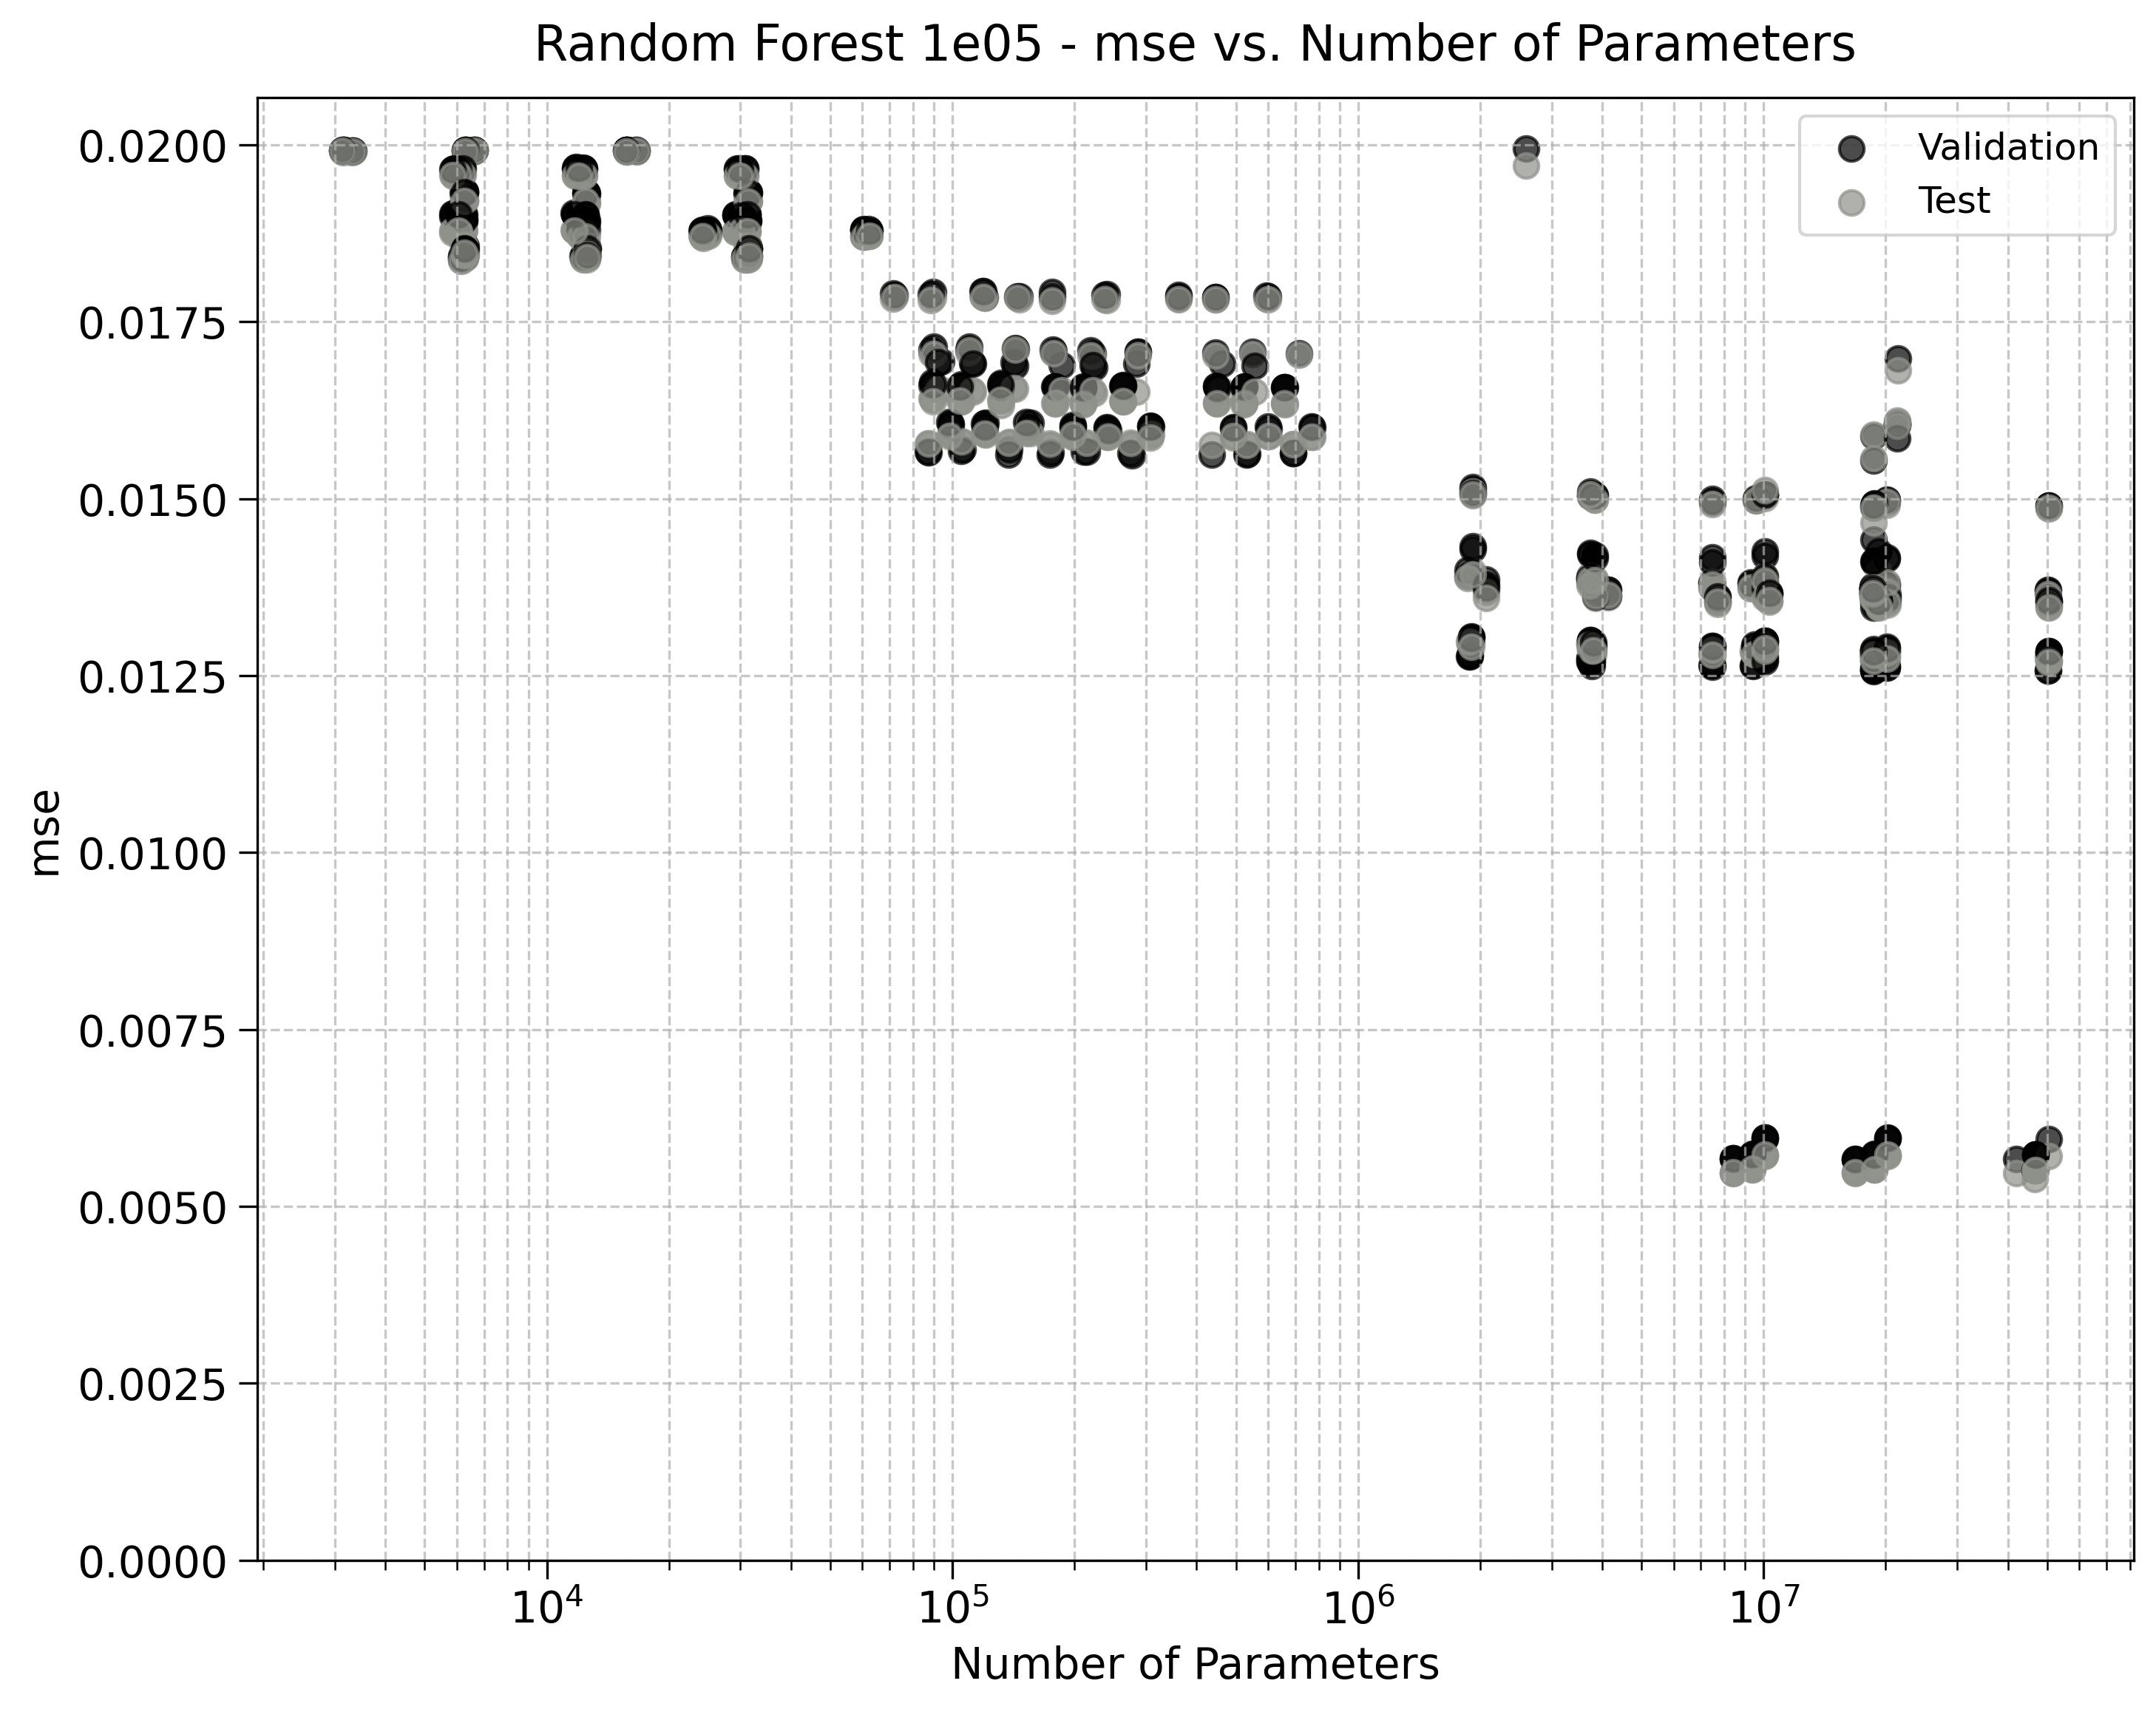 Random Forest 1e05 - mse vs. Number of Parameters
Validation
Test
0.0200
0.0175
0.0150
0.0125
0.0100
0.0075
0.0050
0.0025
0.0000
mse
10⁴ 10⁵ 10⁶ 10⁷
Number of Parameters